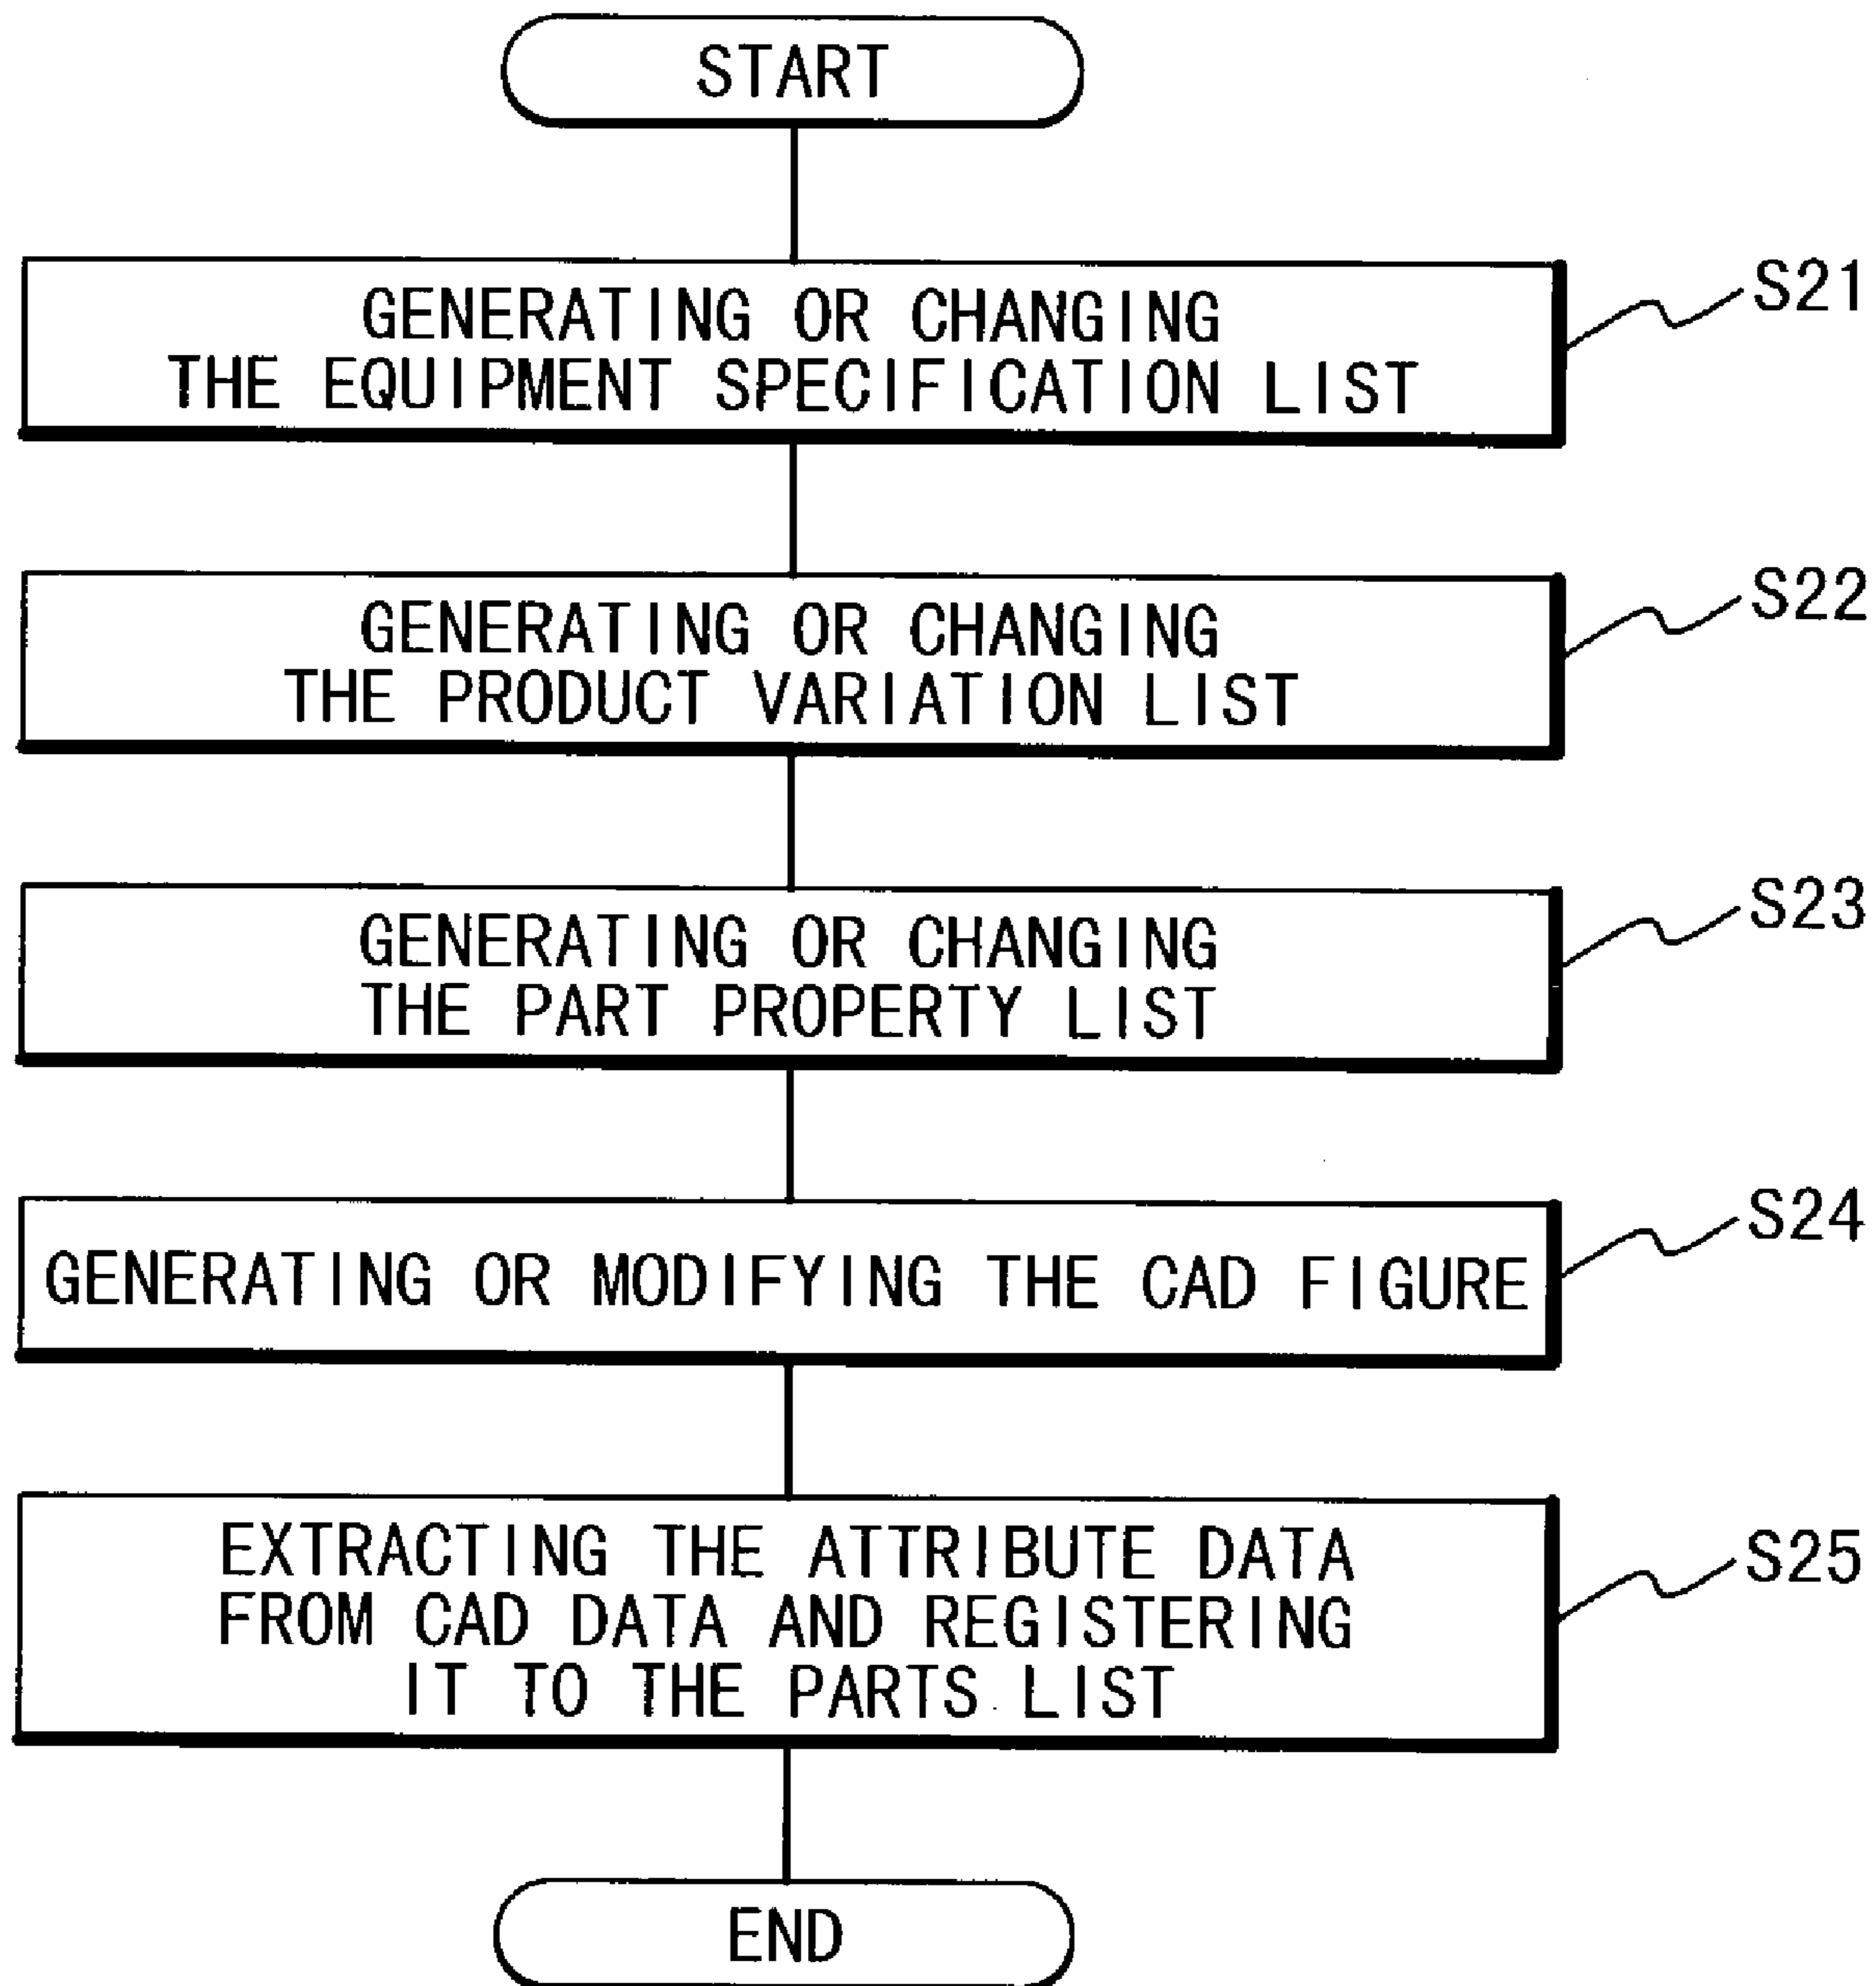 START
GENERATING OR CHANGING
THE EQUIPMENT SPECIFICATION LIST
S21
GENERATING OR CHANGING
THE PRODUCT VARIATION LIST
S22
GENERATING OR CHANGING
THE PART PROPERTY LIST
S23
GENERATING OR MODIFYING THE CAD FIGURE
S24
EXTRACTING THE ATTRIBUTE DATA
FROM CAD DATA AND REGISTERING
IT TO THE PARTS LIST
S25
END